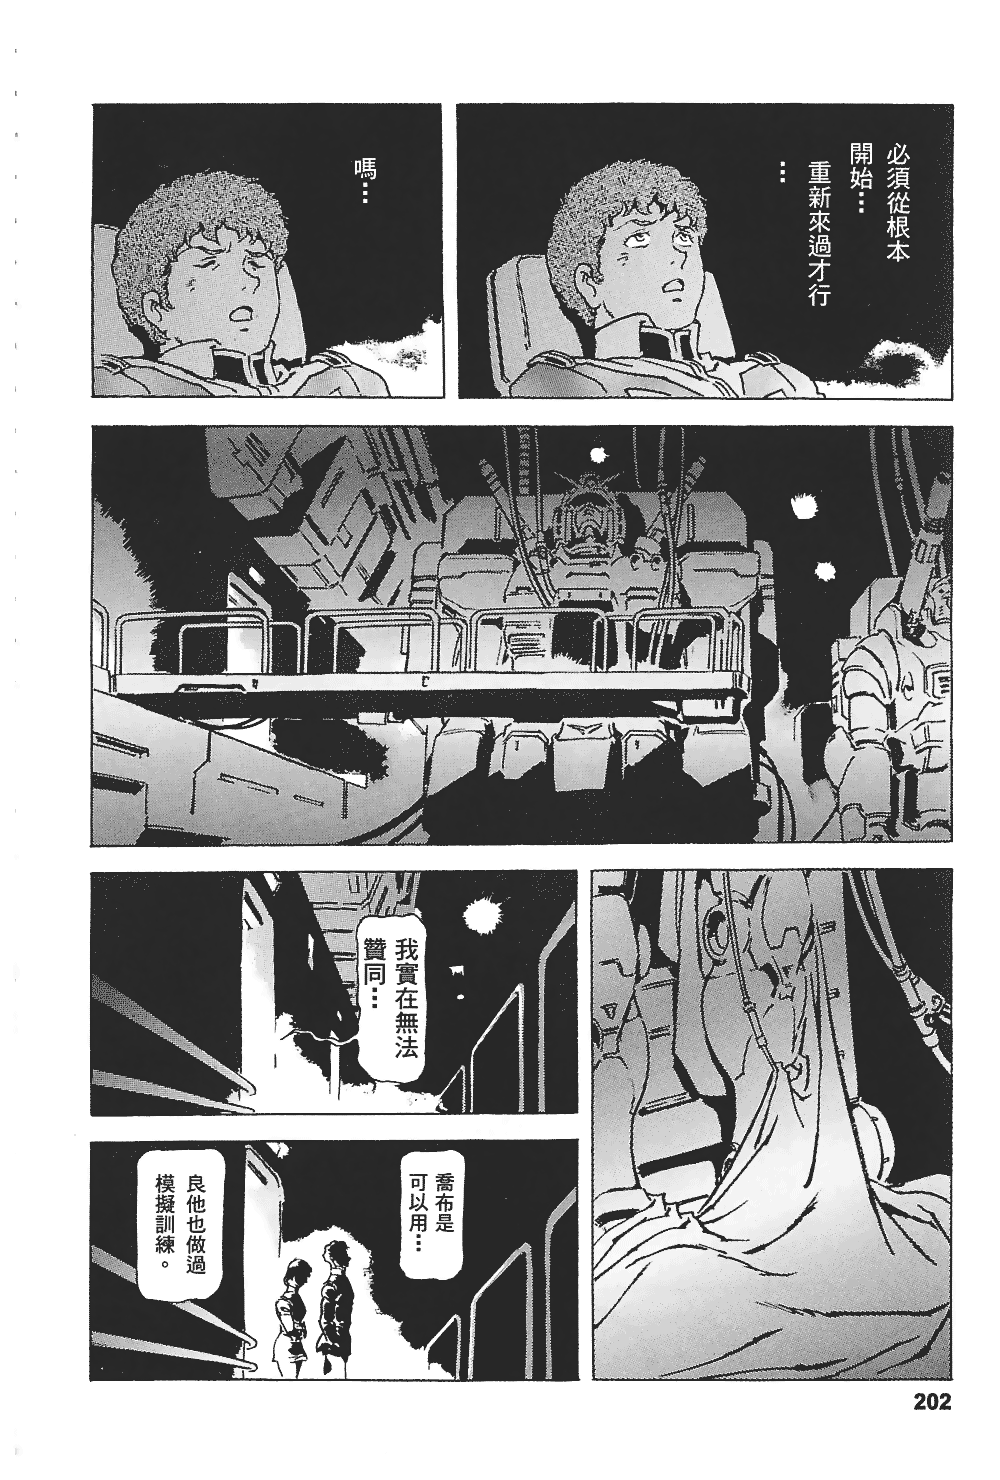 必須從根本
開始…
重新來過才行
…
嗎…
我實在無法
贊同…
喬布是
可以用…
良他也做過
模擬訓練。
202